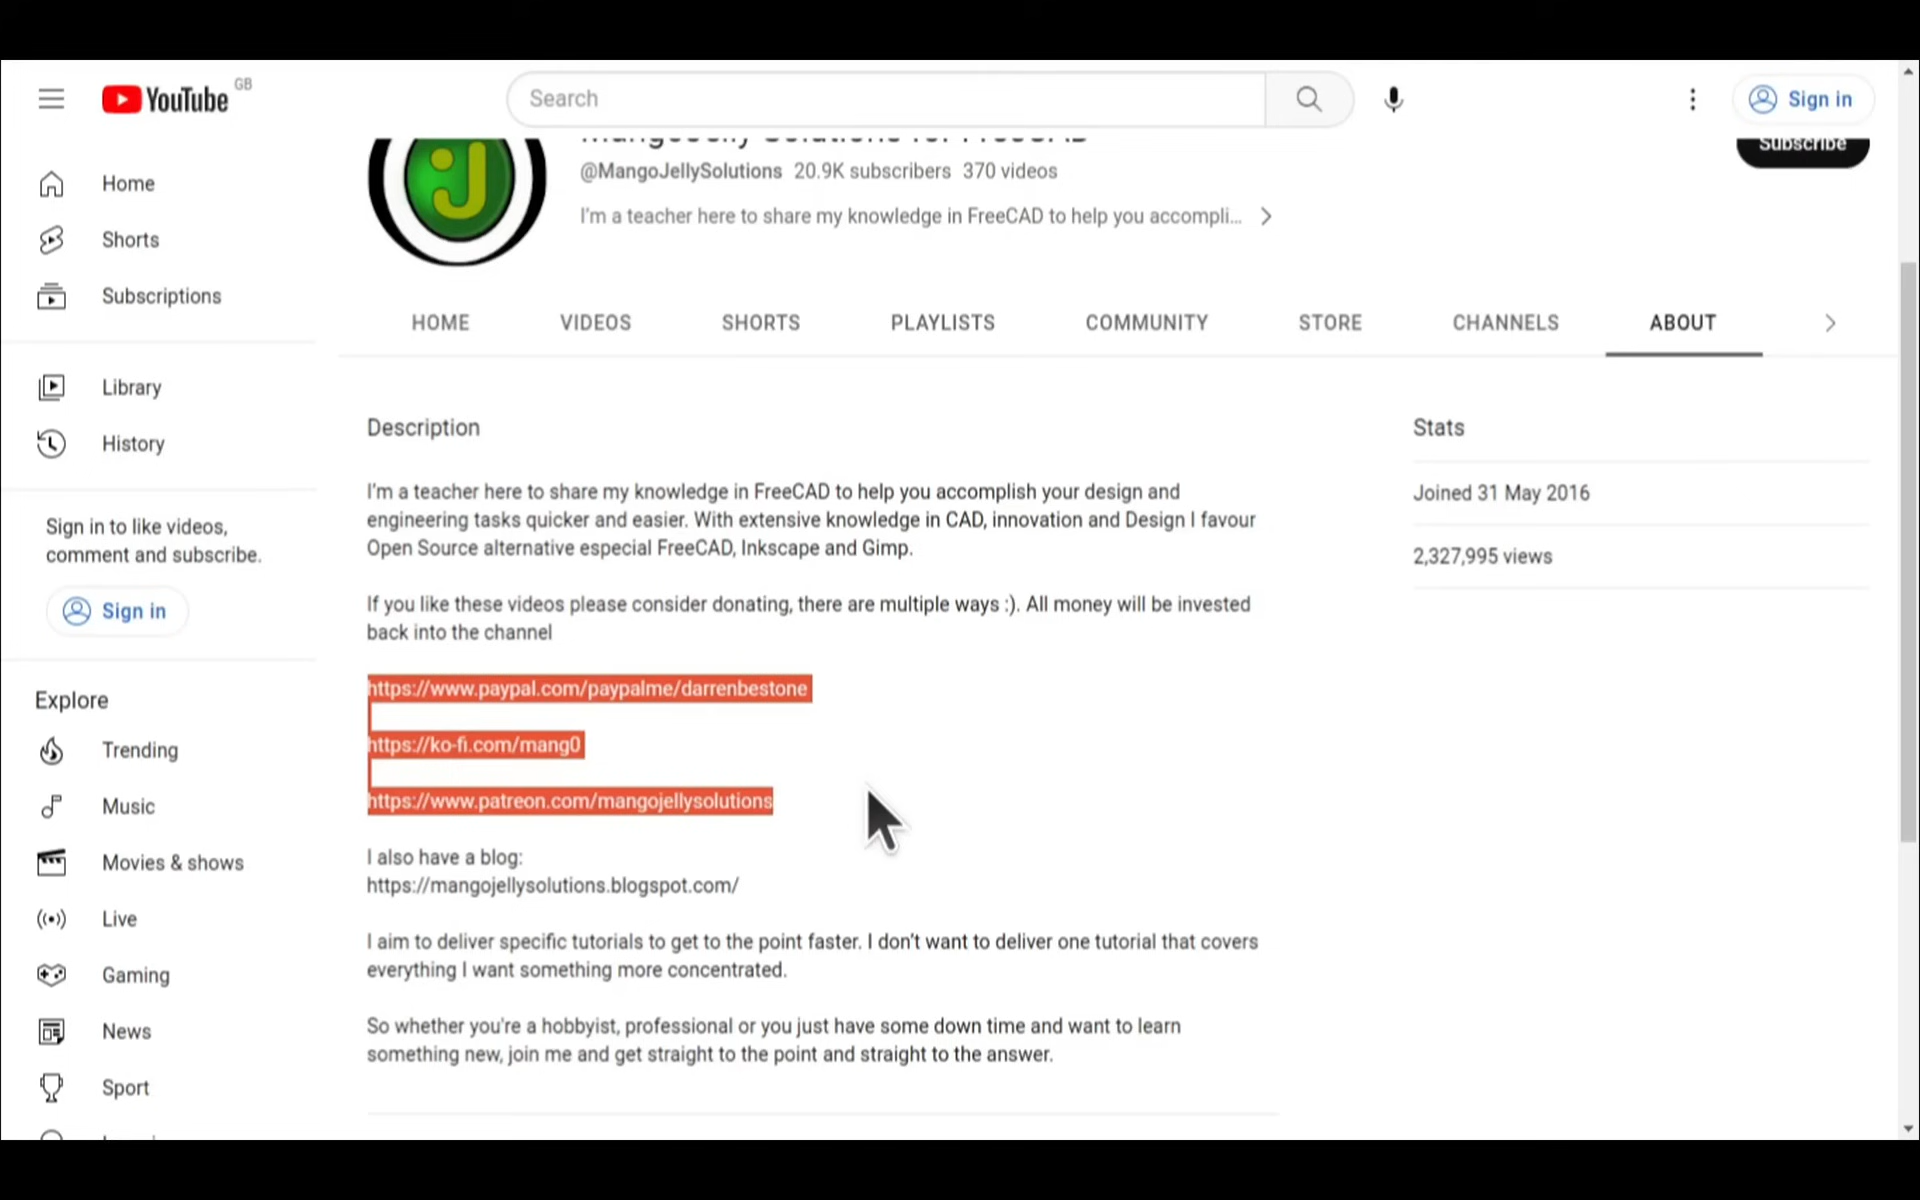 YouTube GB
Search
Sign in
MangoJelly Solutions for FreeCAD
Subscribe
@MangoJellySolutions 20.9K subscribers 370 videos
I'm a teacher here to share my knowledge in FreeCAD to help you accompli...
Home
Shorts
Subscriptions
Library
History
Sign in to like videos,
comment and subscribe.
Sign in
Explore
Trending
Music
Movies & shows
Live
Gaming
News
Sport
HOME VIDEOS SHORTS PLAYLISTS COMMUNITY STORE CHANNELS ABOUT
Description
I'm a teacher here to share my knowledge in FreeCAD to help you accomplish your design and
engineering tasks quicker and easier. With extensive knowledge in CAD, innovation and Design I favour
Open Source alternative especial FreeCAD, Inkscape and Gimp.
If you like these videos please consider donating, there are multiple ways :). All money will be invested
back into the channel
https://www.paypal.com/paypalme/darrenbestone
https://ko-fi.com/mang0
https://www.patreon.com/mangojellysolutions
I also have a blog:
https://mangojellysolutions.blogspot.com/
I aim to deliver specific tutorials to get to the point faster. I don't want to deliver one tutorial that covers
everything I want something more concentrated.
So whether you're a hobbyist, professional or you just have some down time and want to learn
something new, join me and get straight to the point and straight to the answer.
Stats
Joined 31 May 2016
2,327,995 views